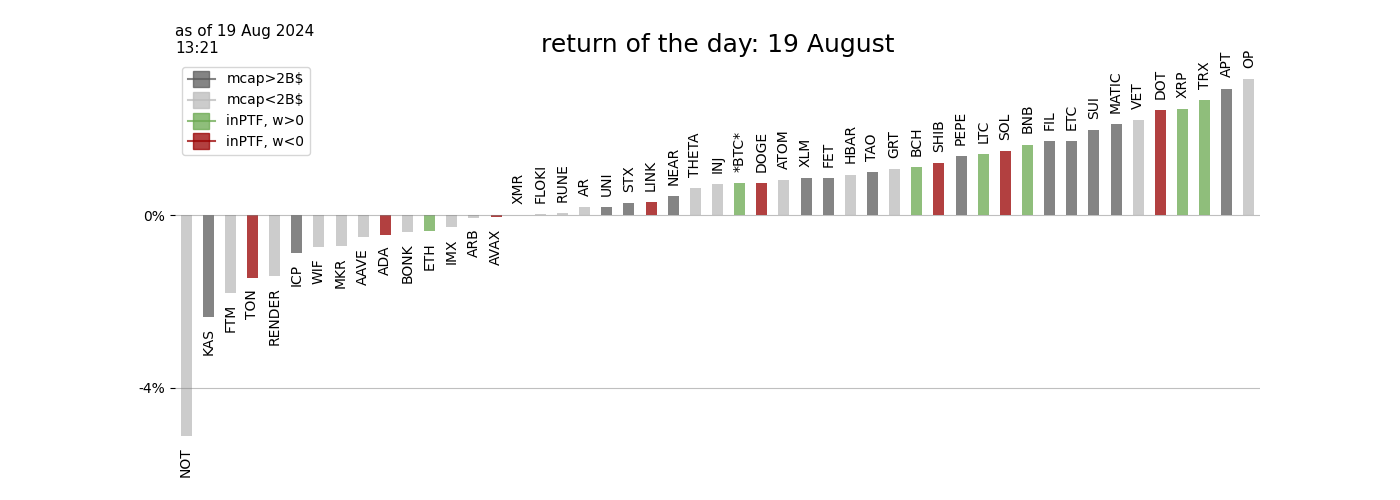 as of 19 Aug 2024
13:21
return of the day: 19 August
mcap>2B$
mcap<2B$
inPTF, w>0
inPTF, w<0
0%
-4%
NOT
KAS
FTM
TON
RENDER
ICP
WIF
MKR
AAVE
ADA
BONK
ETH
IMX
ARB
AVAX
XMR
FLOKI
RUNE
AR
UNI
STX
LINK
NEAR
THETA
INJ
*BTC*
DOGE
ATOM
XLM
FET
HBAR
TAO
GRT
BCH
SHIB
PEPE
LTC
SOL
BNB
FIL
ETC
SUI
MATIC
VET
DOT
XRP
TRX
APT
OP